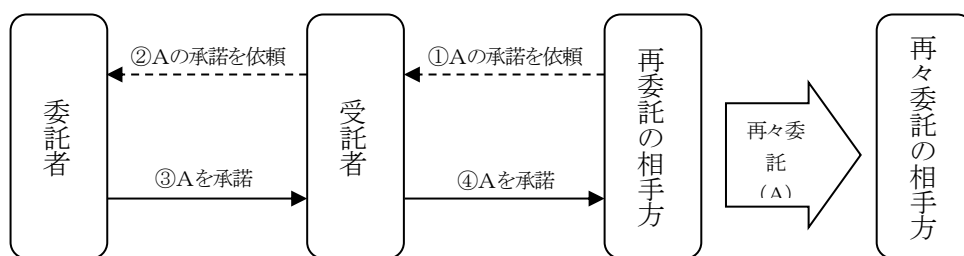 委託者
②Aの承諾を依頼
③Aを承諾
受託者
①Aの承諾を依頼
④Aを承諾
再委託の相手方
再々委
託
(A)
再々委託の相手方